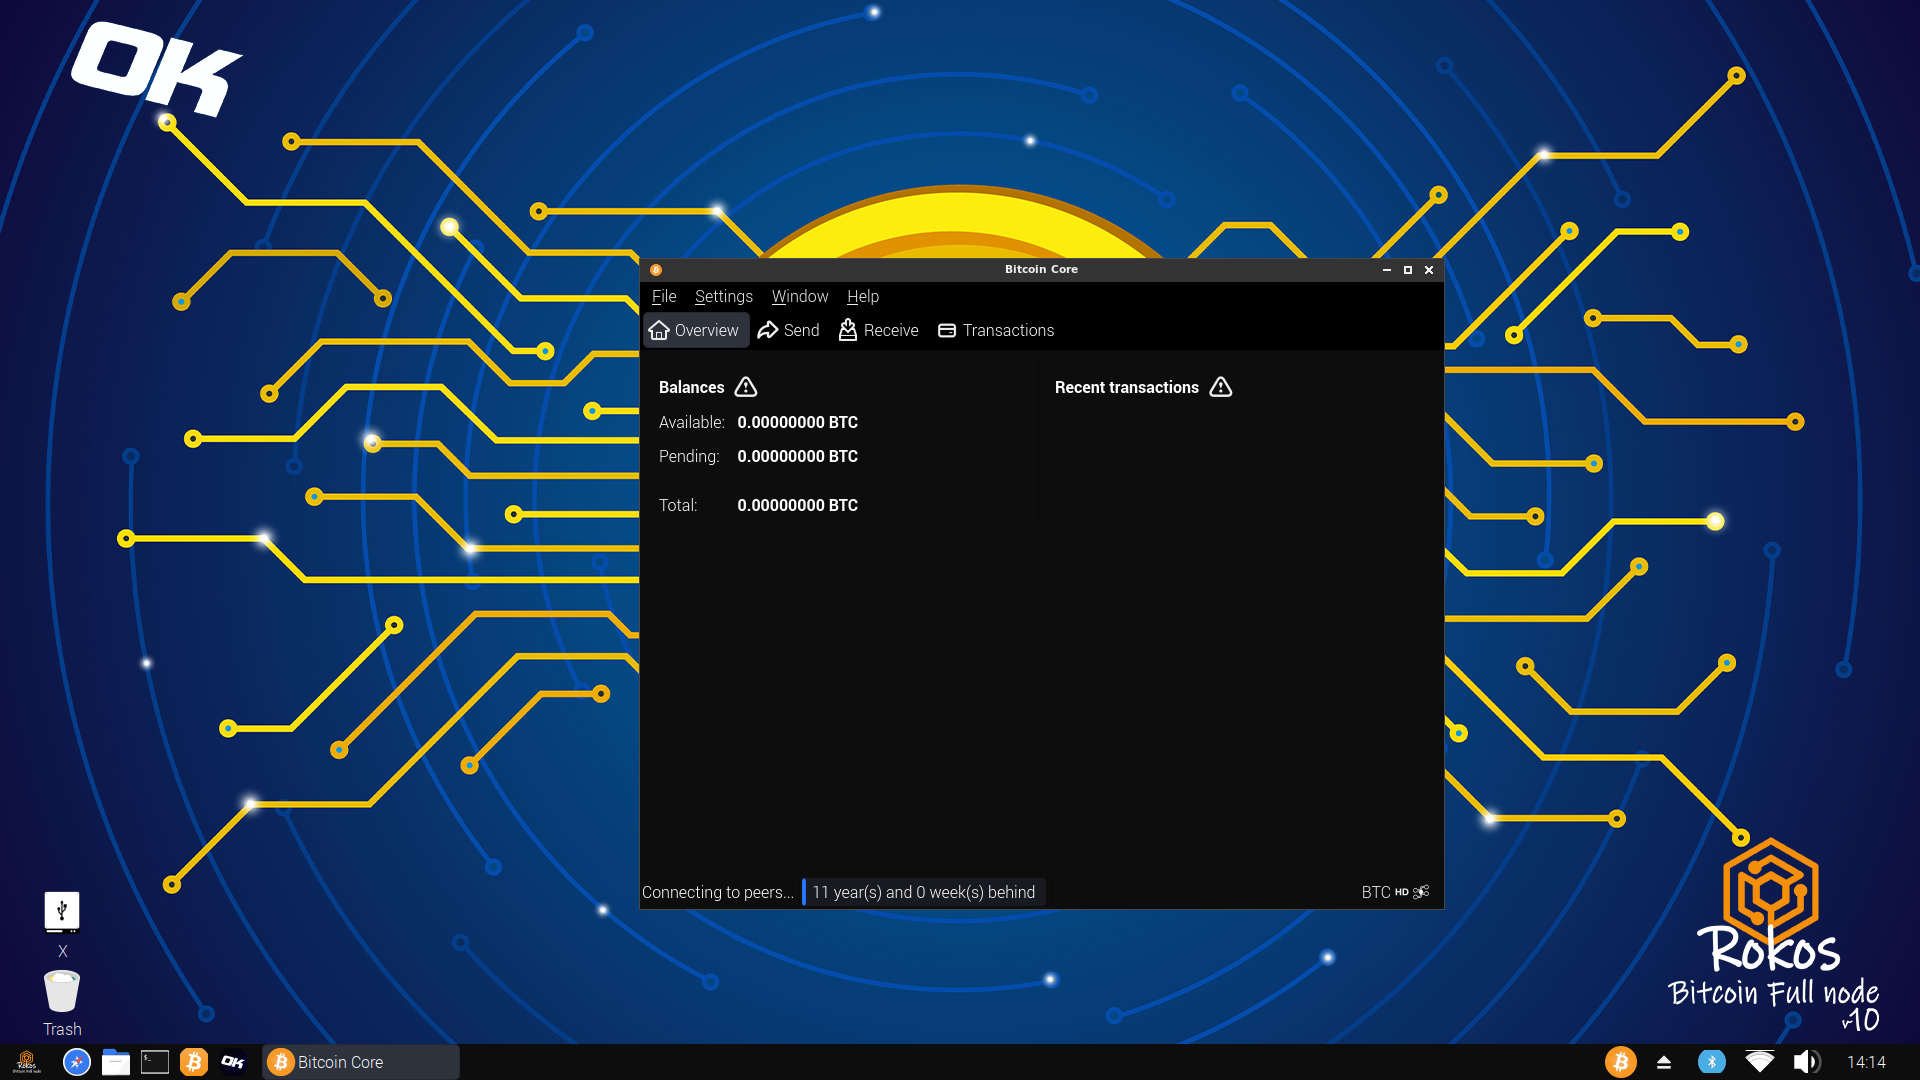 OK
Bitcoin Core
File Settings Window Help
Overview Send Receive Transactions
Balances
Available: 0.00000000 BTC
Pending: 0.00000000 BTC
Total: 0.00000000 BTC
Recent transactions
Connecting to peers... 11 year(s) and 0 week(s) behind BTC HD
X
Trash
Rokos
Bitcoin Full node
v10
Rokos
OK
Bitcoin Core
14:14